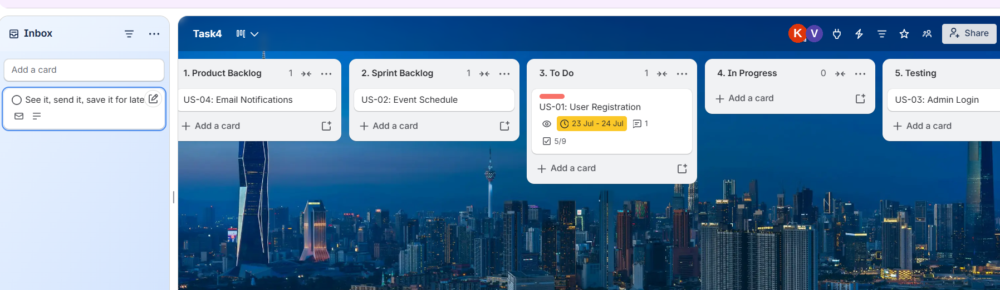 Inbox
Add a card
See it, send it, save it for late
Task4
K V
Share
1. Product Backlog 1
US-04: Email Notifications
Add a card
2. Sprint Backlog 1
US-02: Event Schedule
Add a card
3. To Do 1
US-01: User Registration
23 Jul - 24 Jul 1
5/9
Add a card
4. In Progress 0
Add a card
5. Testing
US-03: Admin Login
Add a card